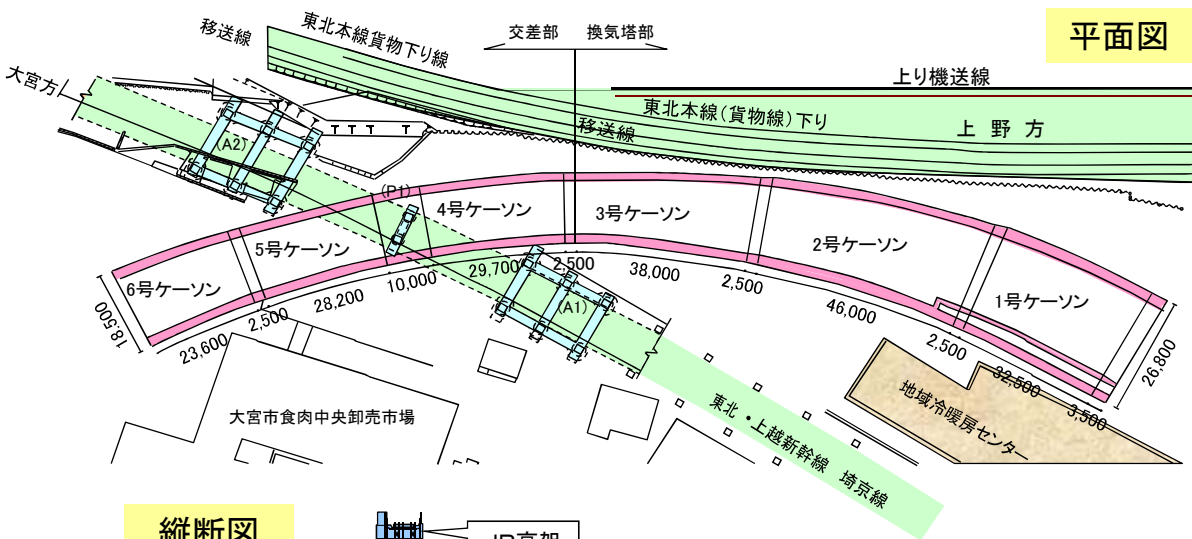 平面図
交差部
換気塔部
移送線
東北本線貨物下り線
大宮方
上り機送線
東北本線(貨物線)下り
移送線
上野方
(A2)
(P1)
(A1)
6号ケーソン
5号ケーソン
4号ケーソン
3号ケーソン
2号ケーソン
1号ケーソン
18,500
23,600
2,500
28,200
10,000
29,700
2,500
38,000
2,500
46,000
2,500
32,500
3,500
26,800
大宮市食肉中央卸売市場
東北・上越新幹線 埼京線
地域冷暖房センター
縦断図
JR高架